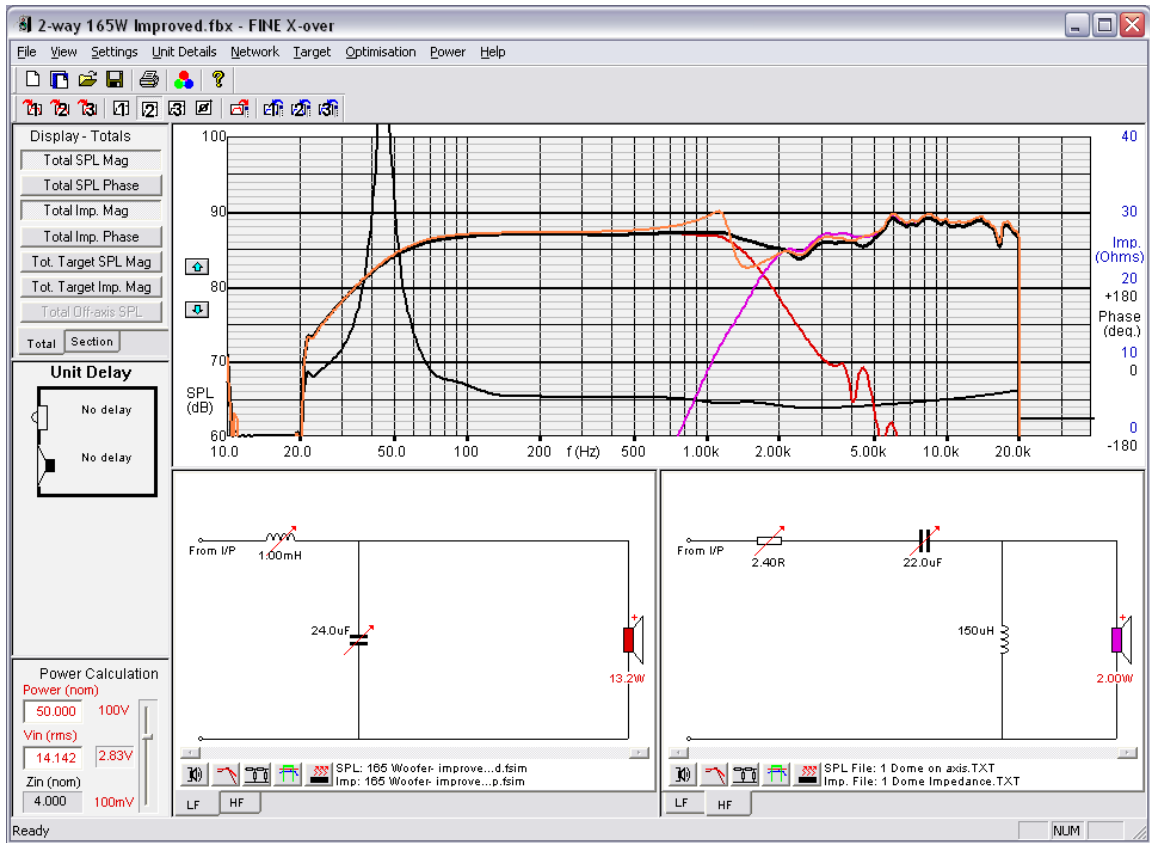 2-way 165W Improved.fbx - FINE X-over
File View Settings Unit Details Network Target Optimisation Power Help
Display - Totals
Total SPL Mag
Total SPL Phase
Total Imp. Mag
Total Imp. Phase
Tot. Target SPL Mag
Tot. Target Imp. Mag
Total Off-axis SPL
Total Section
Unit Delay
No delay
No delay
Power Calculation
Power (nom)
50.000 100V
Vin (rms)
14.142 2.83V
Zin (nom)
4.000 100mV
100
90
80
70
SPL
(dB)
60
10.0 20.0 50.0 100 200 f (Hz) 500 1.00k 2.00k 5.00k 10.0k 20.0k
40
30
Imp.
(Ohms)
20
+180
Phase
(deg.)
10
0
0
-180
From I/P
1.00mH
24.0uF
13.2W
SPL: 165 Woofer- improve...d.fsim
Imp: 165 Woofer- improve...p.fsim
LF HF
From I/P
2.40R
22.0uF
150uH
2.00W
SPL File: 1 Dome on axis.TXT
Imp. File: 1 Dome Impedance.TXT
LF HF
Ready
NUM